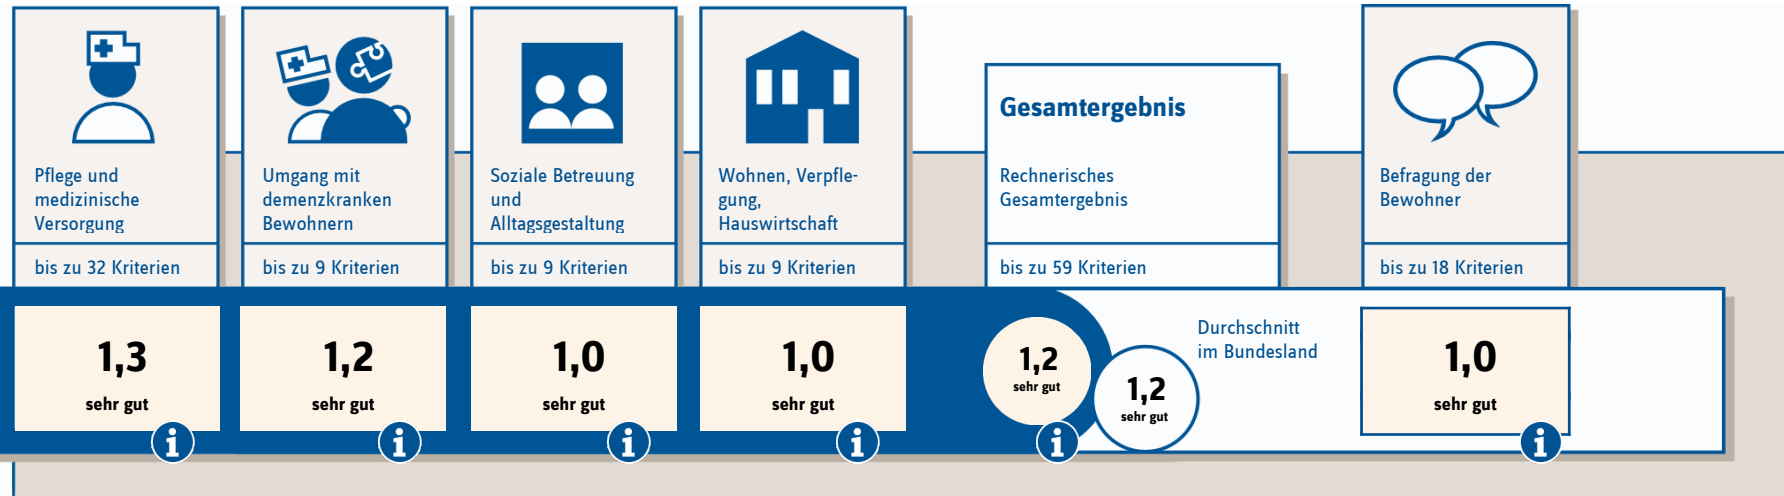 Pflege und
medizinische
Versorgung
bis zu 32 Kriterien
1,3
sehr gut
i
Umgang mit
demenzkranken
Bewohnern
bis zu 9 Kriterien
1,2
sehr gut
i
Soziale Betreuung
und
Alltagsgestaltung
bis zu 9 Kriterien
1,0
sehr gut
i
Wohnen, Verpfle-
gung,
Hauswirtschaft
bis zu 9 Kriterien
1,0
sehr gut
i
Gesamtergebnis
Rechnerisches
Gesamtergebnis
bis zu 59 Kriterien
1,2
sehr gut
i
1,2
sehr gut
Durchschnitt
im Bundesland
Befragung der
Bewohner
bis zu 18 Kriterien
1,0
sehr gut
i